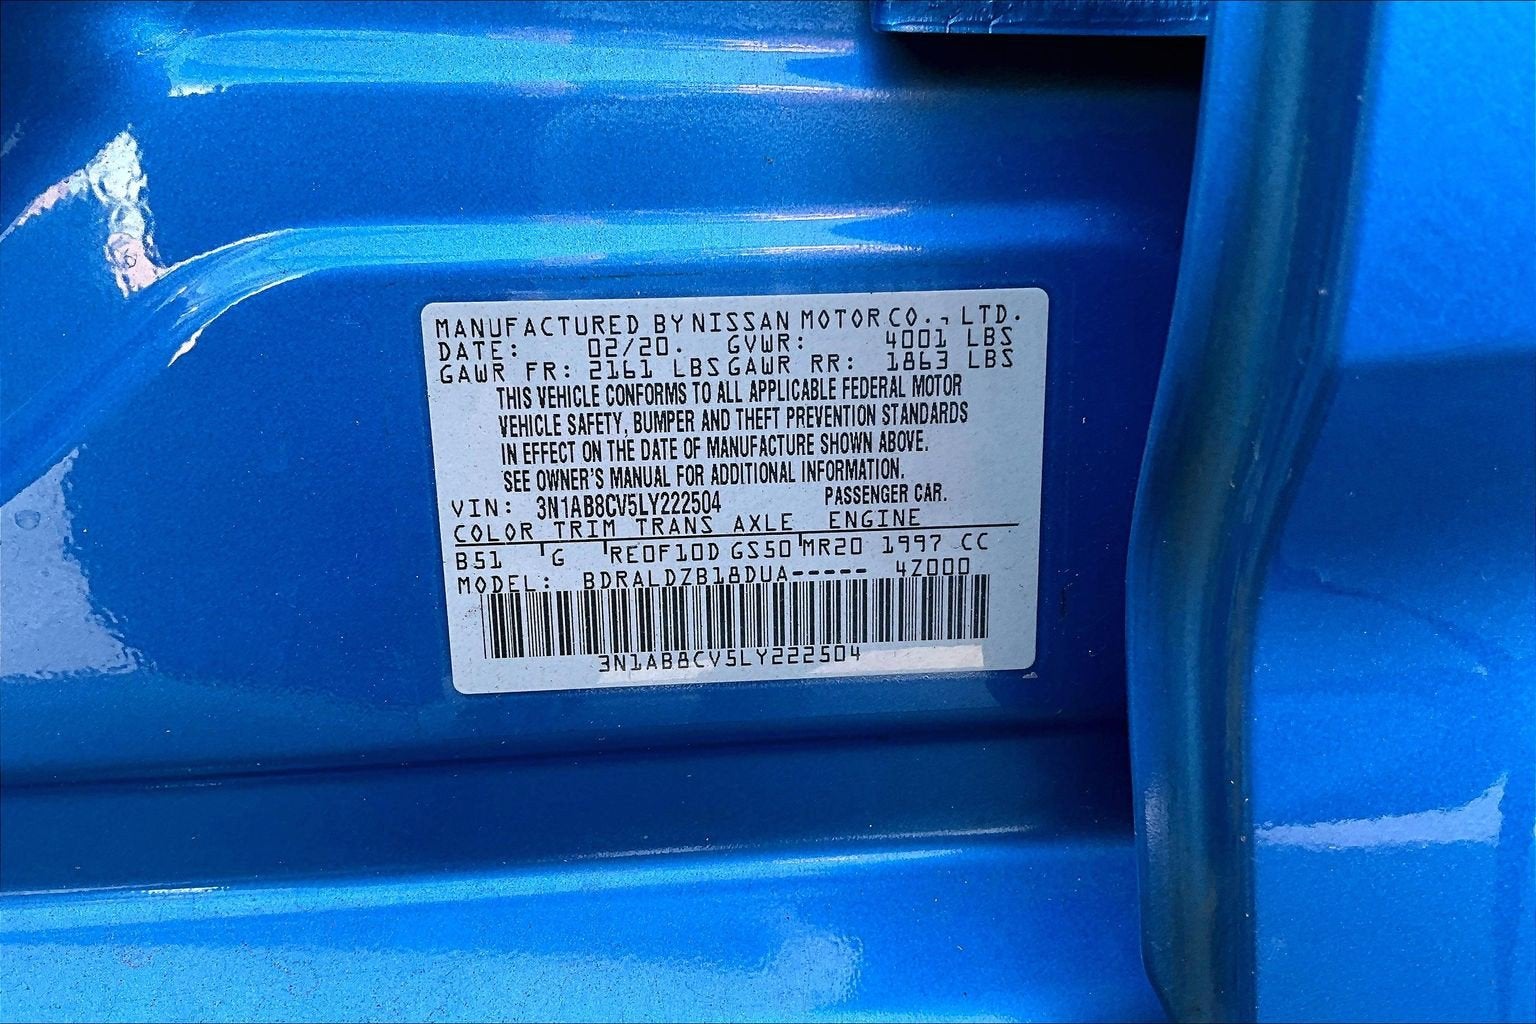 MANUFACTURED BY NISSAN MOTOR CO., LTD.
DATE: 02/20. GVWR: 4001 LBS
GAWR FR: 2161 LBS GAWR RR: 1863 LBS
THIS VEHICLE CONFORMS TO ALL APPLICABLE FEDERAL MOTOR
VEHICLE SAFETY, BUMPER AND THEFT PREVENTION STANDARDS
IN EFFECT ON THE DATE OF MANUFACTURE SHOWN ABOVE.
SEE OWNER'S MANUAL FOR ADDITIONAL INFORMATION.
VIN: 3N1AB8CV5LY222504 PASSENGER CAR.
COLOR TRIM TRANS AXLE ENGINE
B51 G RE0F10D GS50 MR20 1997 CC
MODEL: BDRALDZB18DUA----- 4Z000
3N1AB8CV5LY222504